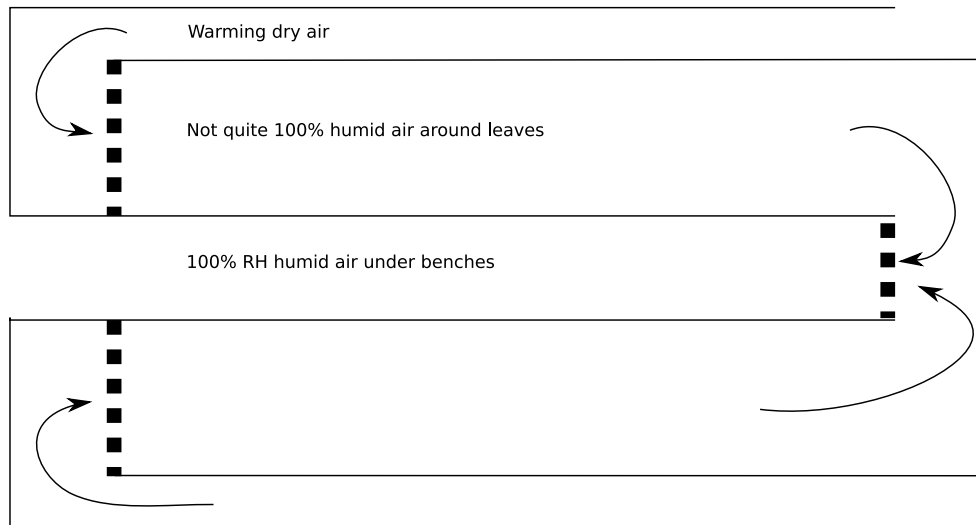 Warming dry air
Not quite 100% humid air around leaves
100% RH humid air under benches